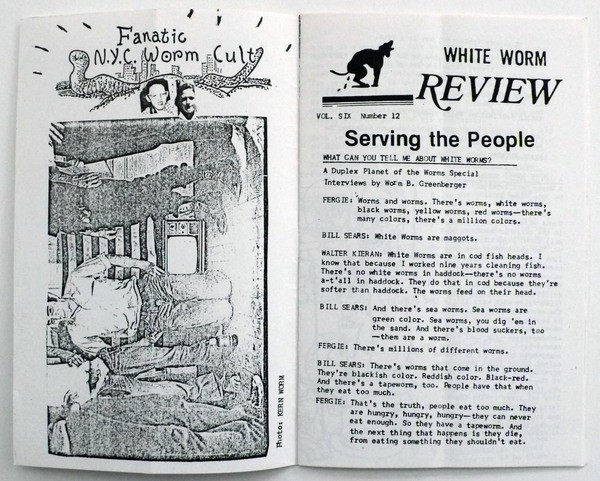 Fanatic
N.Y.C. Worm Cult
Photo: KERN WORM
WHITE WORM
REVIEW
VOL. SIX Number 12
Serving the People
WHAT CAN YOU TELL ME ABOUT WHITE WORMS?
A Duplex Planet of the Worms Special
Interviews by Worm B. Greenberger
FERGIE: Worms and worms. There's worms, white worms,
black worms, yellow worms, red worms—there's
many colors, there's a million colors.
BILL SEARS: White Worms are maggots.
WALTER KIERAN: White Worms are in cod fish heads. I
know that because I worked nine years cleaning fish.
There's no white worms in haddock—there's no worms
a-t'all in haddock. They do that in cod because they're
softer than haddock. The worms feed on their head.
BILL SEARS: And there's sea worms. Sea worms are
green color. Sea worms, you dig 'em in
the sand. And there's blood suckers, too
—them are a worm.
FERGIE: There's millions of different worms.
BILL SEARS: There's worms that come in the ground.
They're blackish color. Reddish color. Black-red.
And there's a tapeworm, too. People have that when
they eat too much.
FERGIE: That's the truth, people eat too much. They
are hungry, hungry, hungry—they can never
eat enough. So they have a tapeworm. And
the next thing that happens is they die,
from eating something they shouldn't eat.